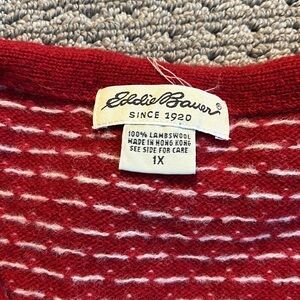 Eddie Bauer®
SINCE 1920
100% LAMBSWOOL
MADE IN HONG KONG
SEE SIDE FOR CARE
1X